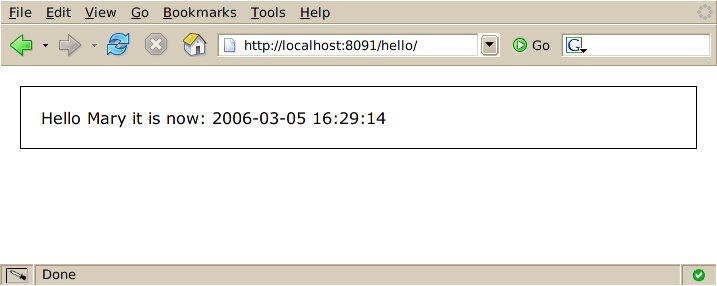 File Edit View Go Bookmarks Tools Help
http://localhost:8091/hello/ Go G
Hello Mary it is now: 2006-03-05 16:29:14
Done